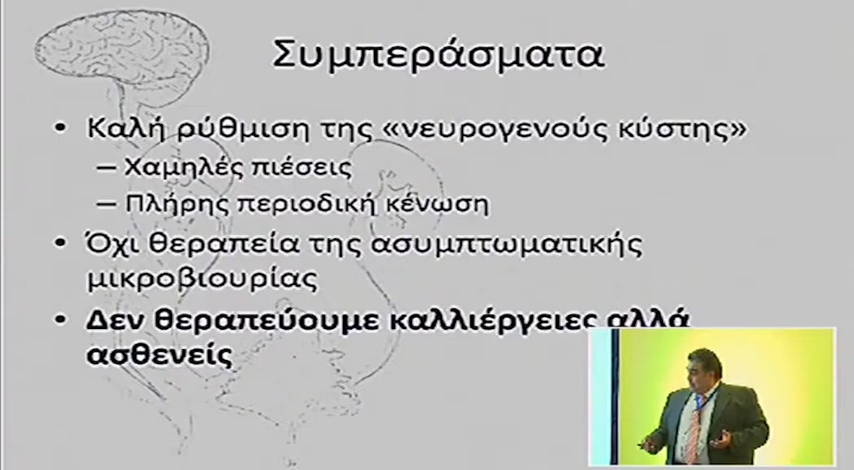 Συμπεράσματα
• Καλή ρύθμιση της «νευρογενούς κύστης»
– Χαμηλές πιέσεις
– Πλήρης περιοδική κένωση
• Όχι θεραπεία της ασυμπτωματικής
μικροβιουρίας
• Δεν θεραπεύουμε καλλιέργειες αλλά
ασθενείς